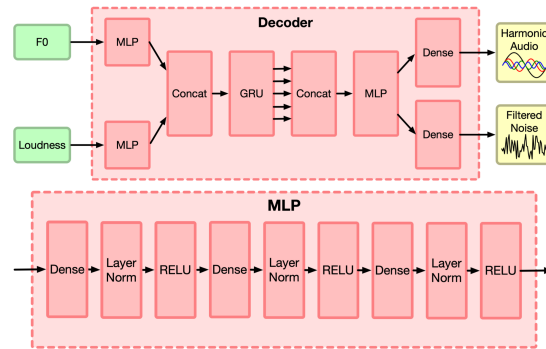 Decoder
F0
MLP
Loudness
MLP
Concat
GRU
Concat
MLP
Dense
Dense
Harmonic
Audio
Filtered
Noise
MLP
Dense
Layer
Norm
RELU
Dense
Layer
Norm
RELU
Dense
Layer
Norm
RELU